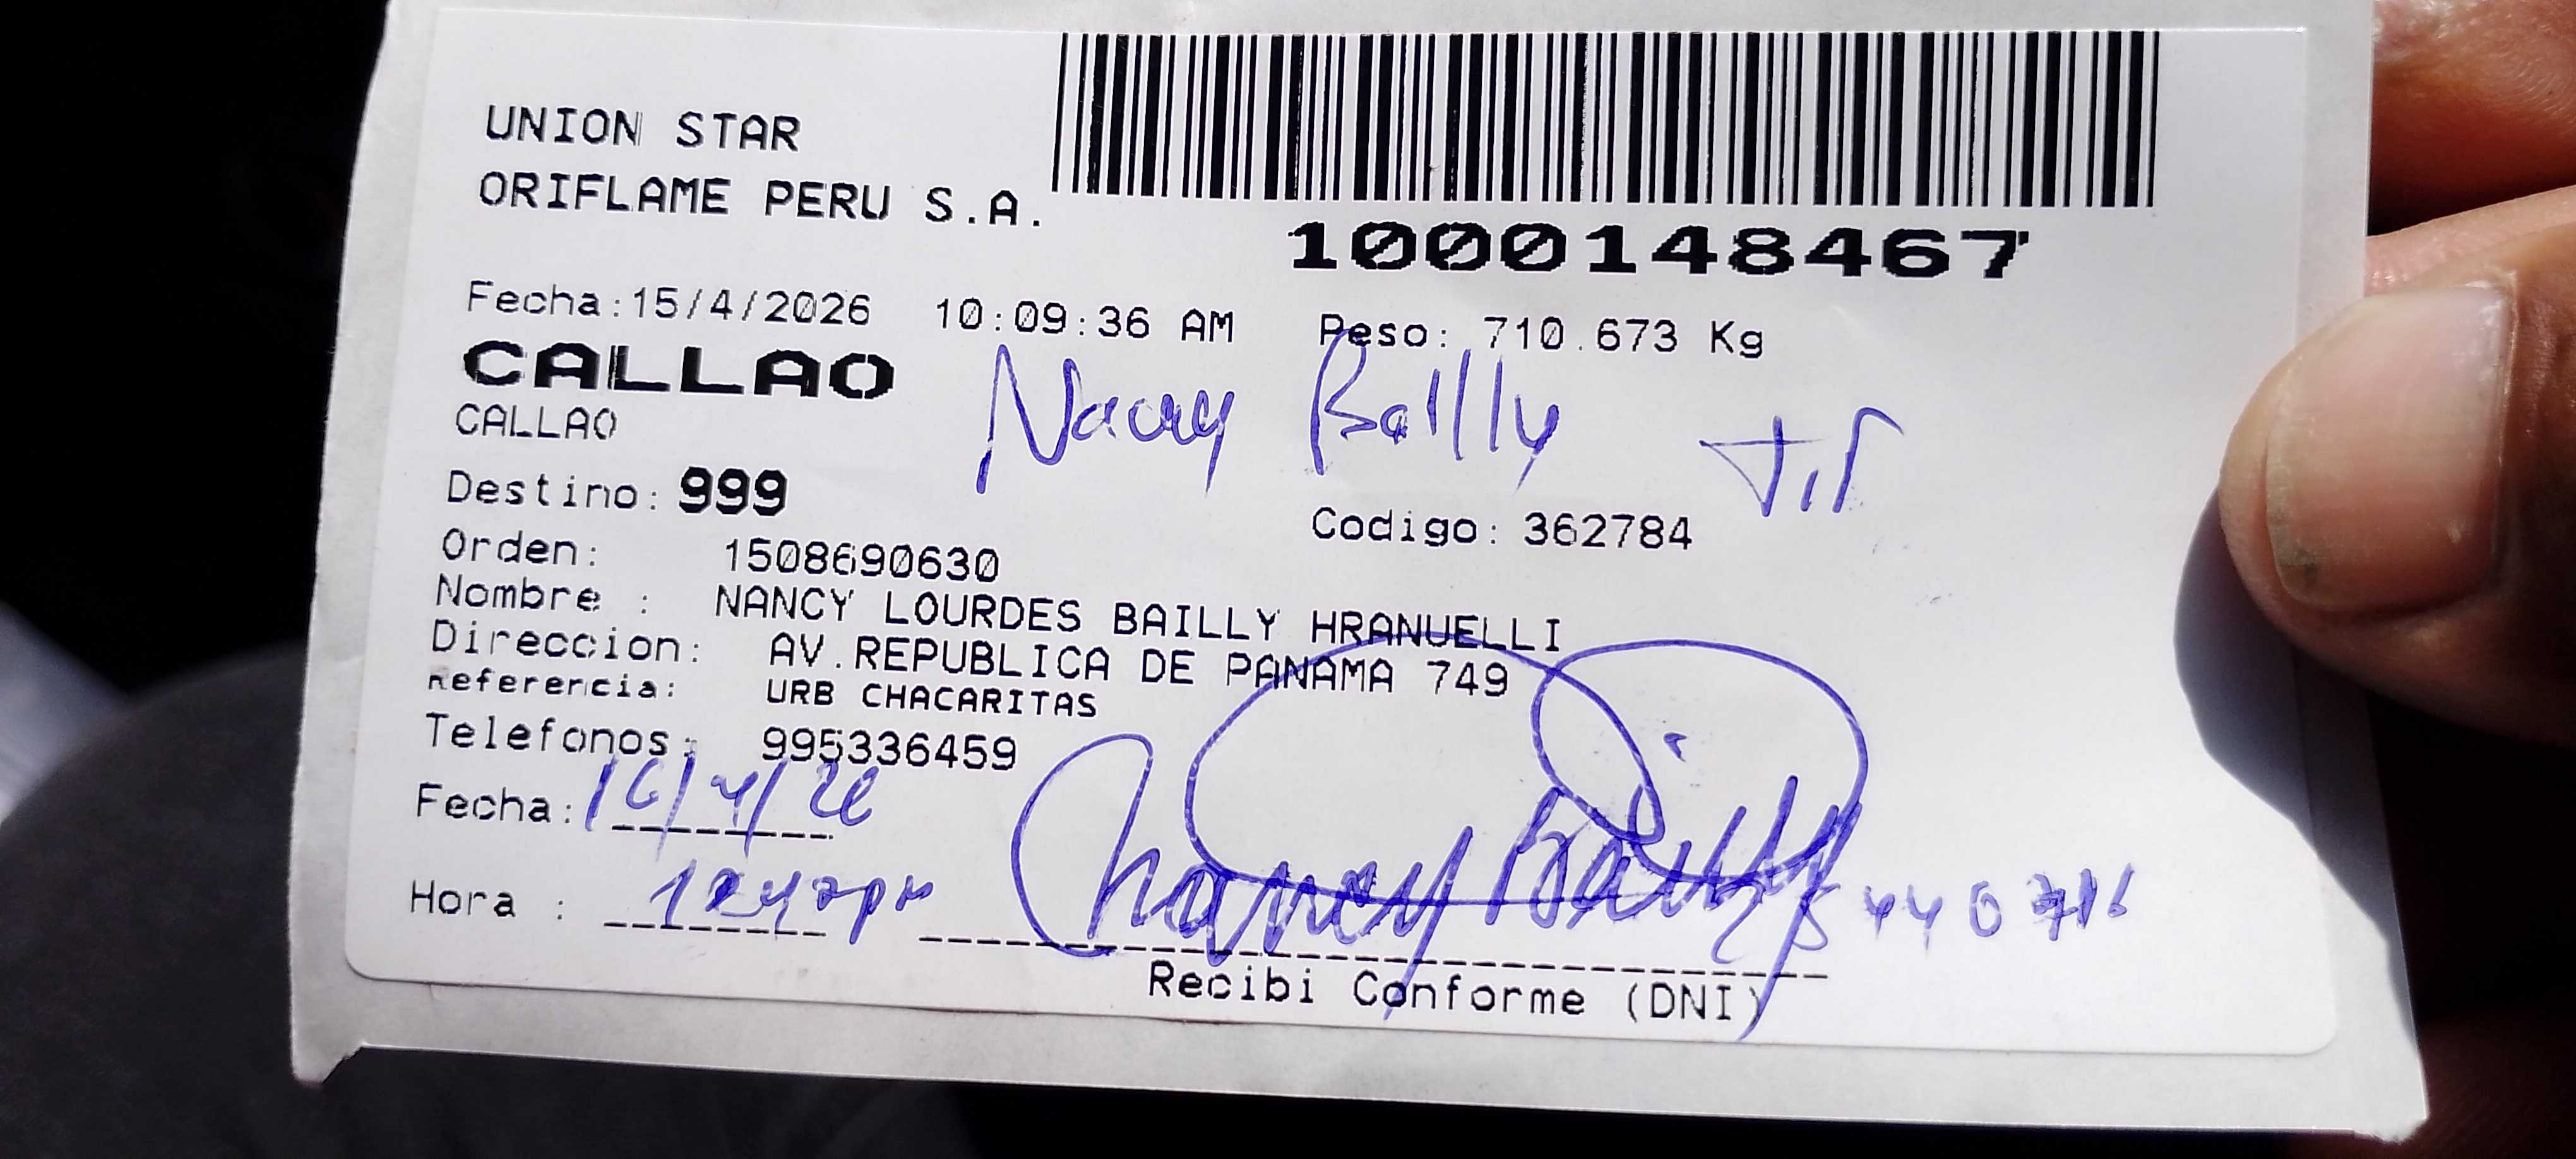 UNION STAR
ORIFLAME PERU S.A.
1000148467
Fecha:15/4/2026 10:09:36 AM Peso: 710.673 Kg
CALLAO
Nancy Bailly TIT
CALLAO
Destino: 999
Codigo: 362784
Orden: 1508690630
Nombre : NANCY LOURDES BAILLY HRANUELLI
Direccion: AV.REPUBLICA DE PANAMA 749
Referencia: URB CHACARITAS
Telefonos: 995336459
Fecha: 16/4/26
Nancy Bailly
Hora :
Recibi Conforme (DNI)